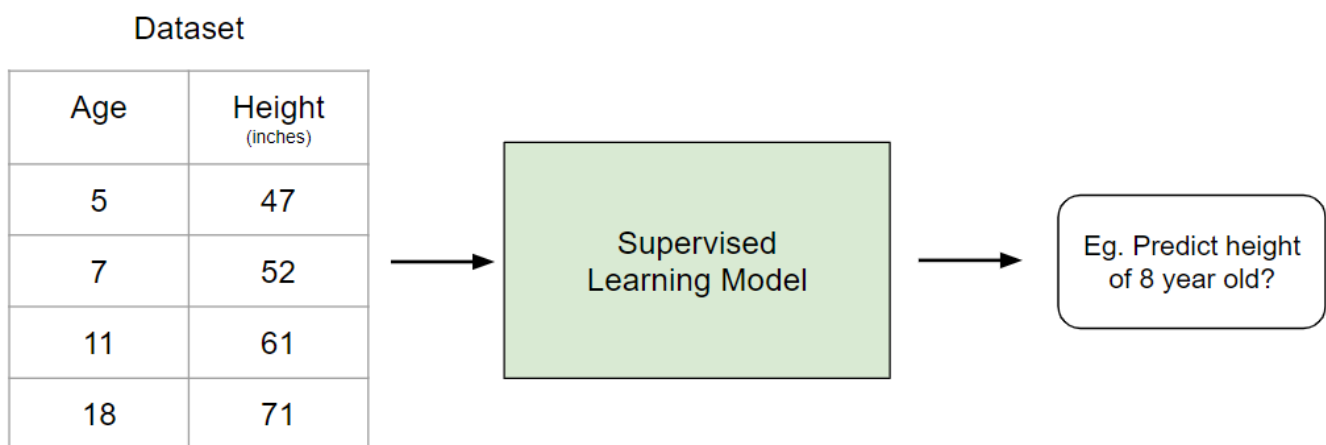 Dataset
Age Height
(inches)
5 47
7 52
11 61
18 71
Supervised
Learning Model
Eg. Predict height
of 8 year old?